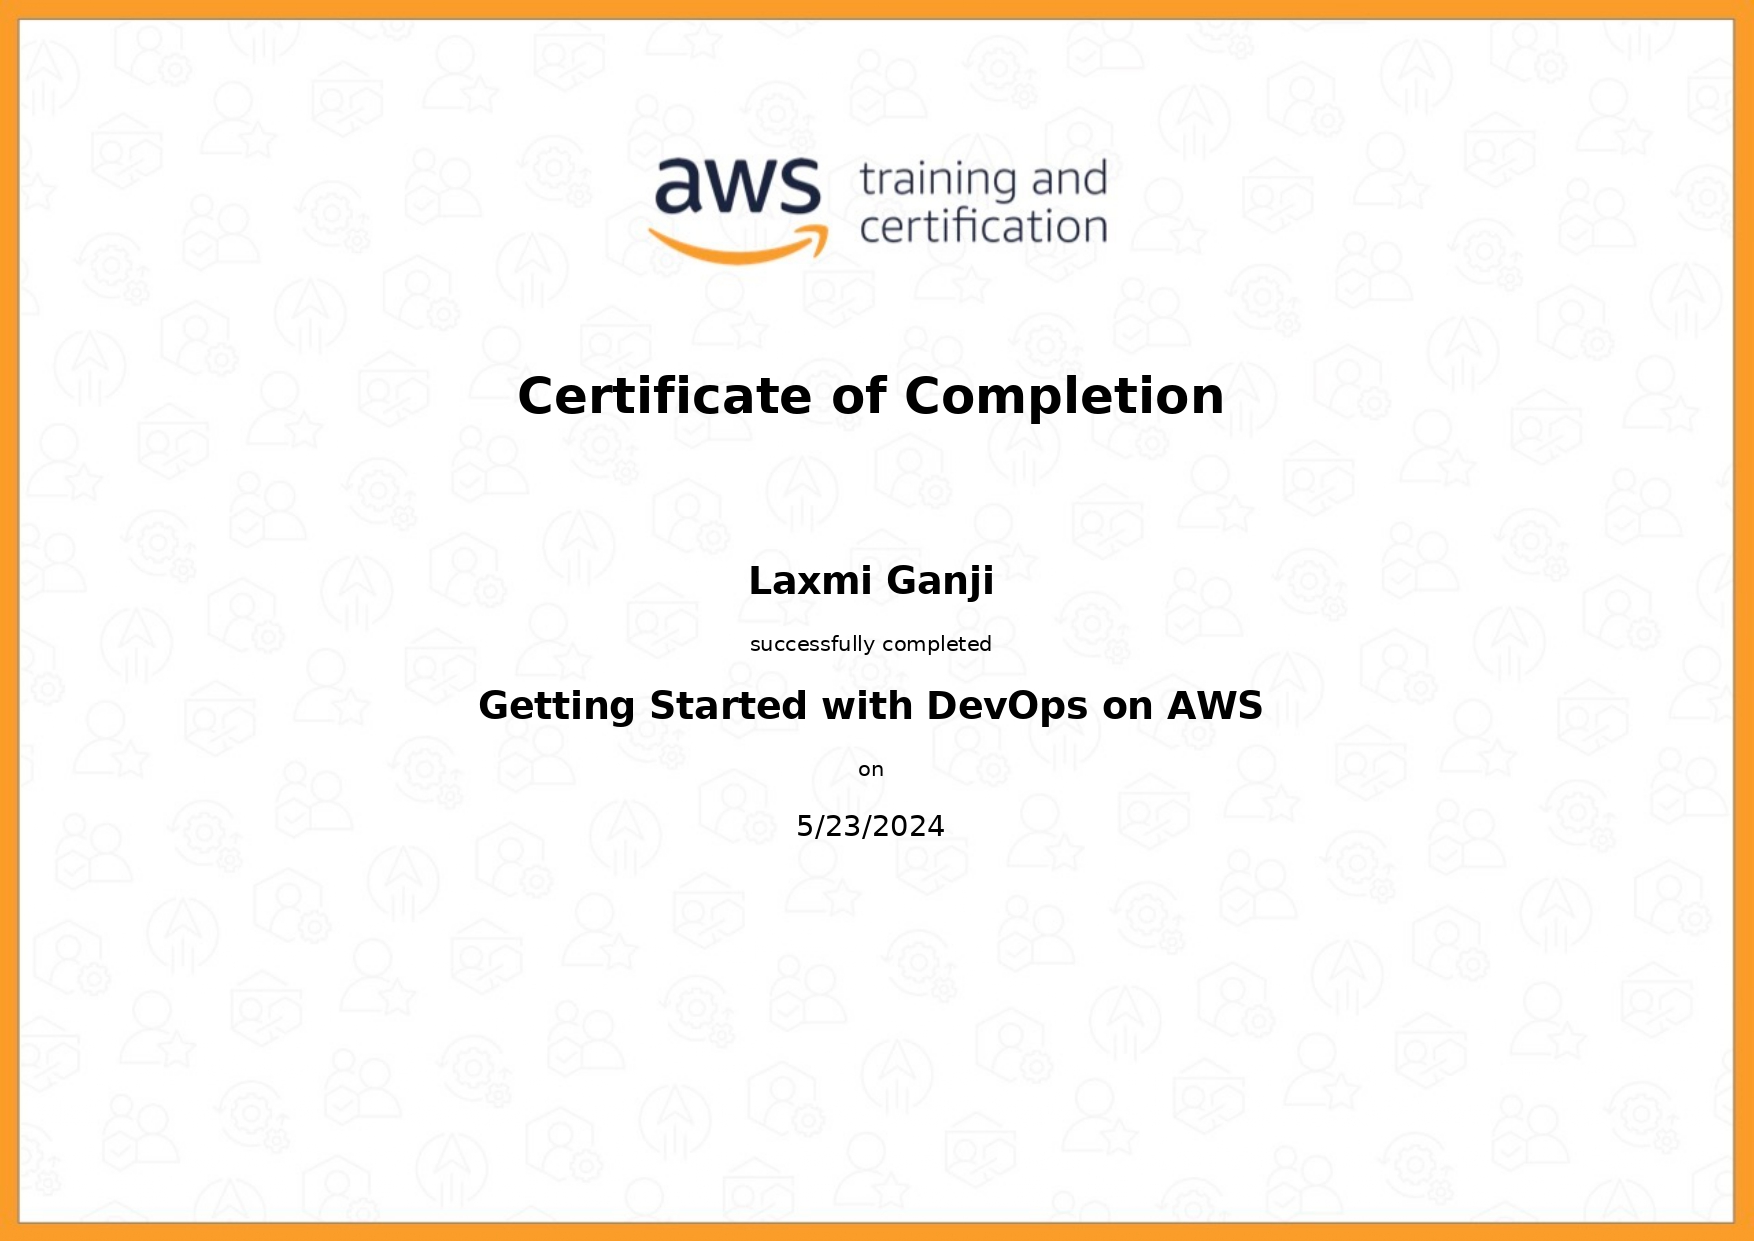 aws training and
certification
Certificate of Completion
Laxmi Ganji
successfully completed
Getting Started with DevOps on AWS
on
5/23/2024